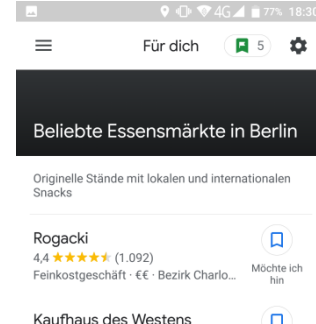 4G 77% 18:30
Für dich 5
Beliebte Essensmärkte in Berlin
Originelle Stände mit lokalen und internationalen
Snacks
Rogacki
4,4 (1.092)
Feinkostgeschäft · €€ · Bezirk Charlo...
Möchte ich
hin
Kaufhaus des Westens